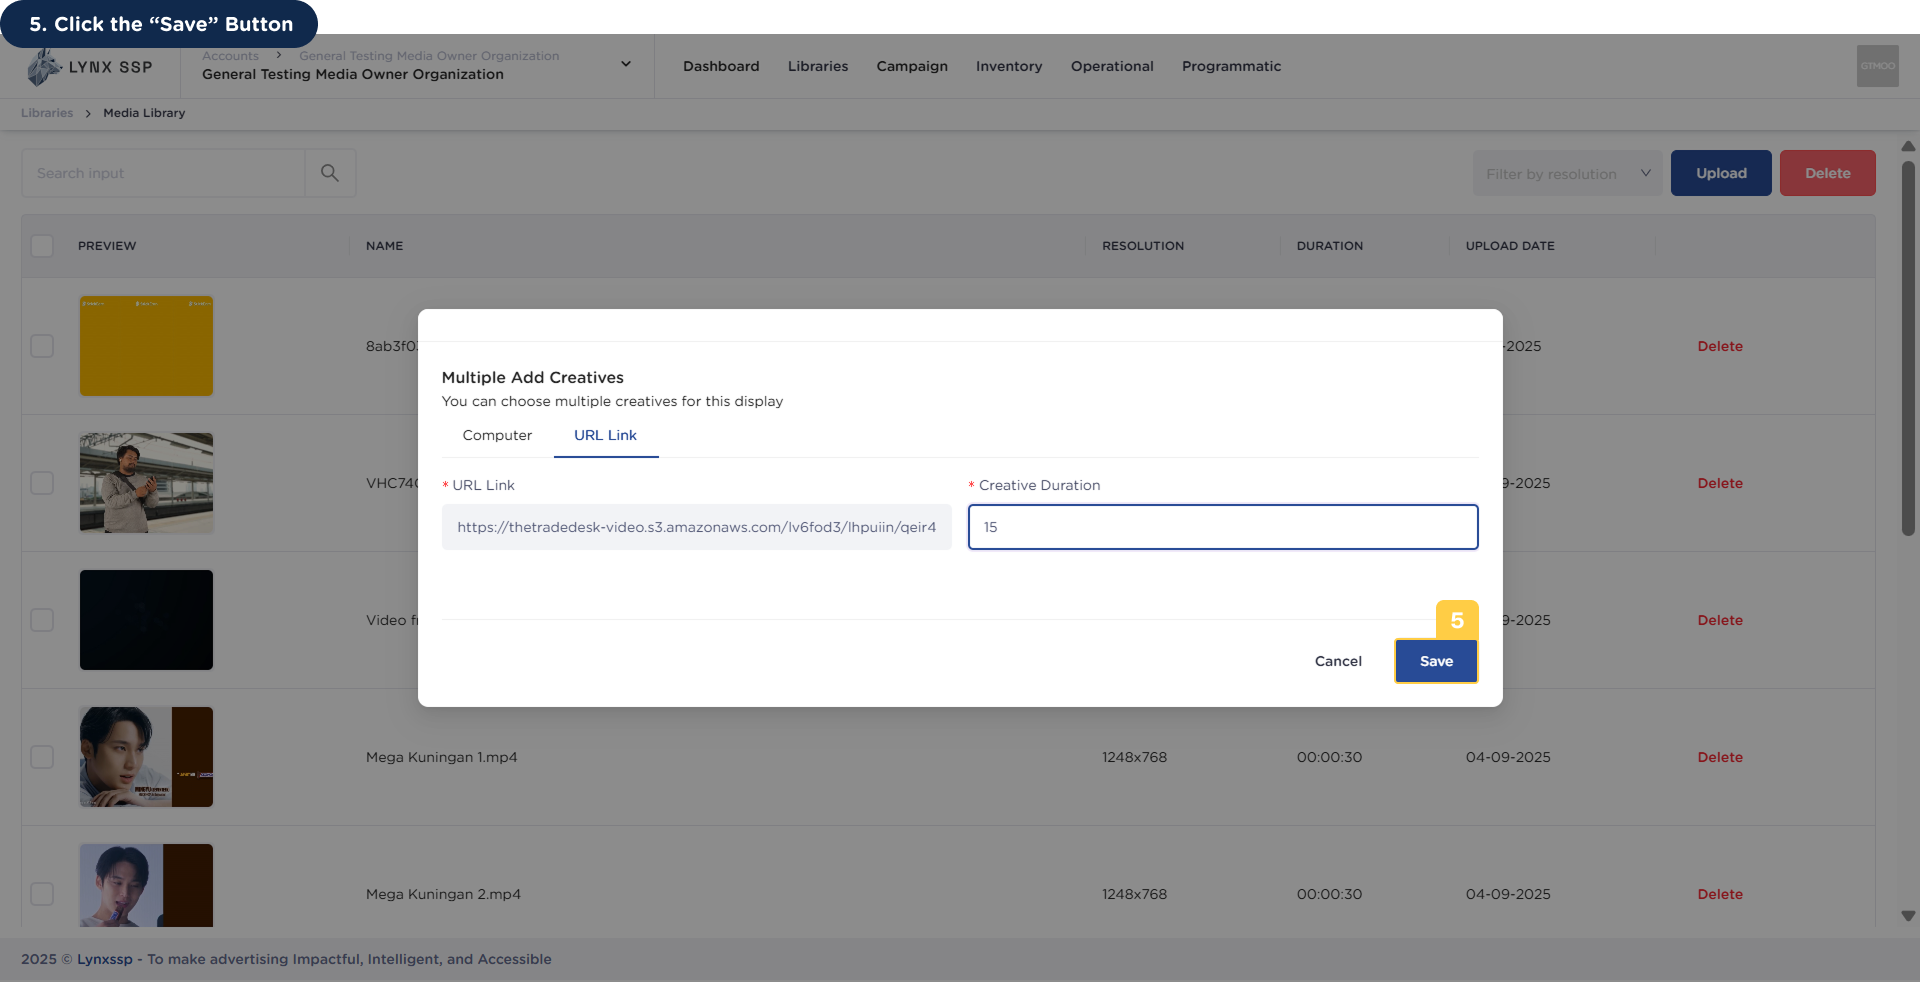 5. Click the “Save” Button
LYNX SSP
Accounts > General Testing Media Owner Organization
General Testing Media Owner Organization
Dashboard Libraries Campaign Inventory Operational Programmatic
GTMOO
Libraries > Media Library
Search input
Filter by resolution
Upload
Delete
PREVIEW NAME RESOLUTION DURATION UPLOAD DATE
8ab3f03
-2025
Delete
Multiple Add Creatives
You can choose multiple creatives for this display
Computer URL Link
* URL Link
* Creative Duration
https://thetradedesk-video.s3.amazonaws.com/lv6fod3/lhpuiin/qeir4
15
5
Cancel
Save
9-2025
Delete
Video
9-2025
Delete
Mega Kuningan 1.mp4 1248x768 00:00:30 04-09-2025 Delete
Mega Kuningan 2.mp4 1248x768 00:00:30 04-09-2025 Delete
2025 © Lynxssp - To make advertising Impactful, Intelligent, and Accessible